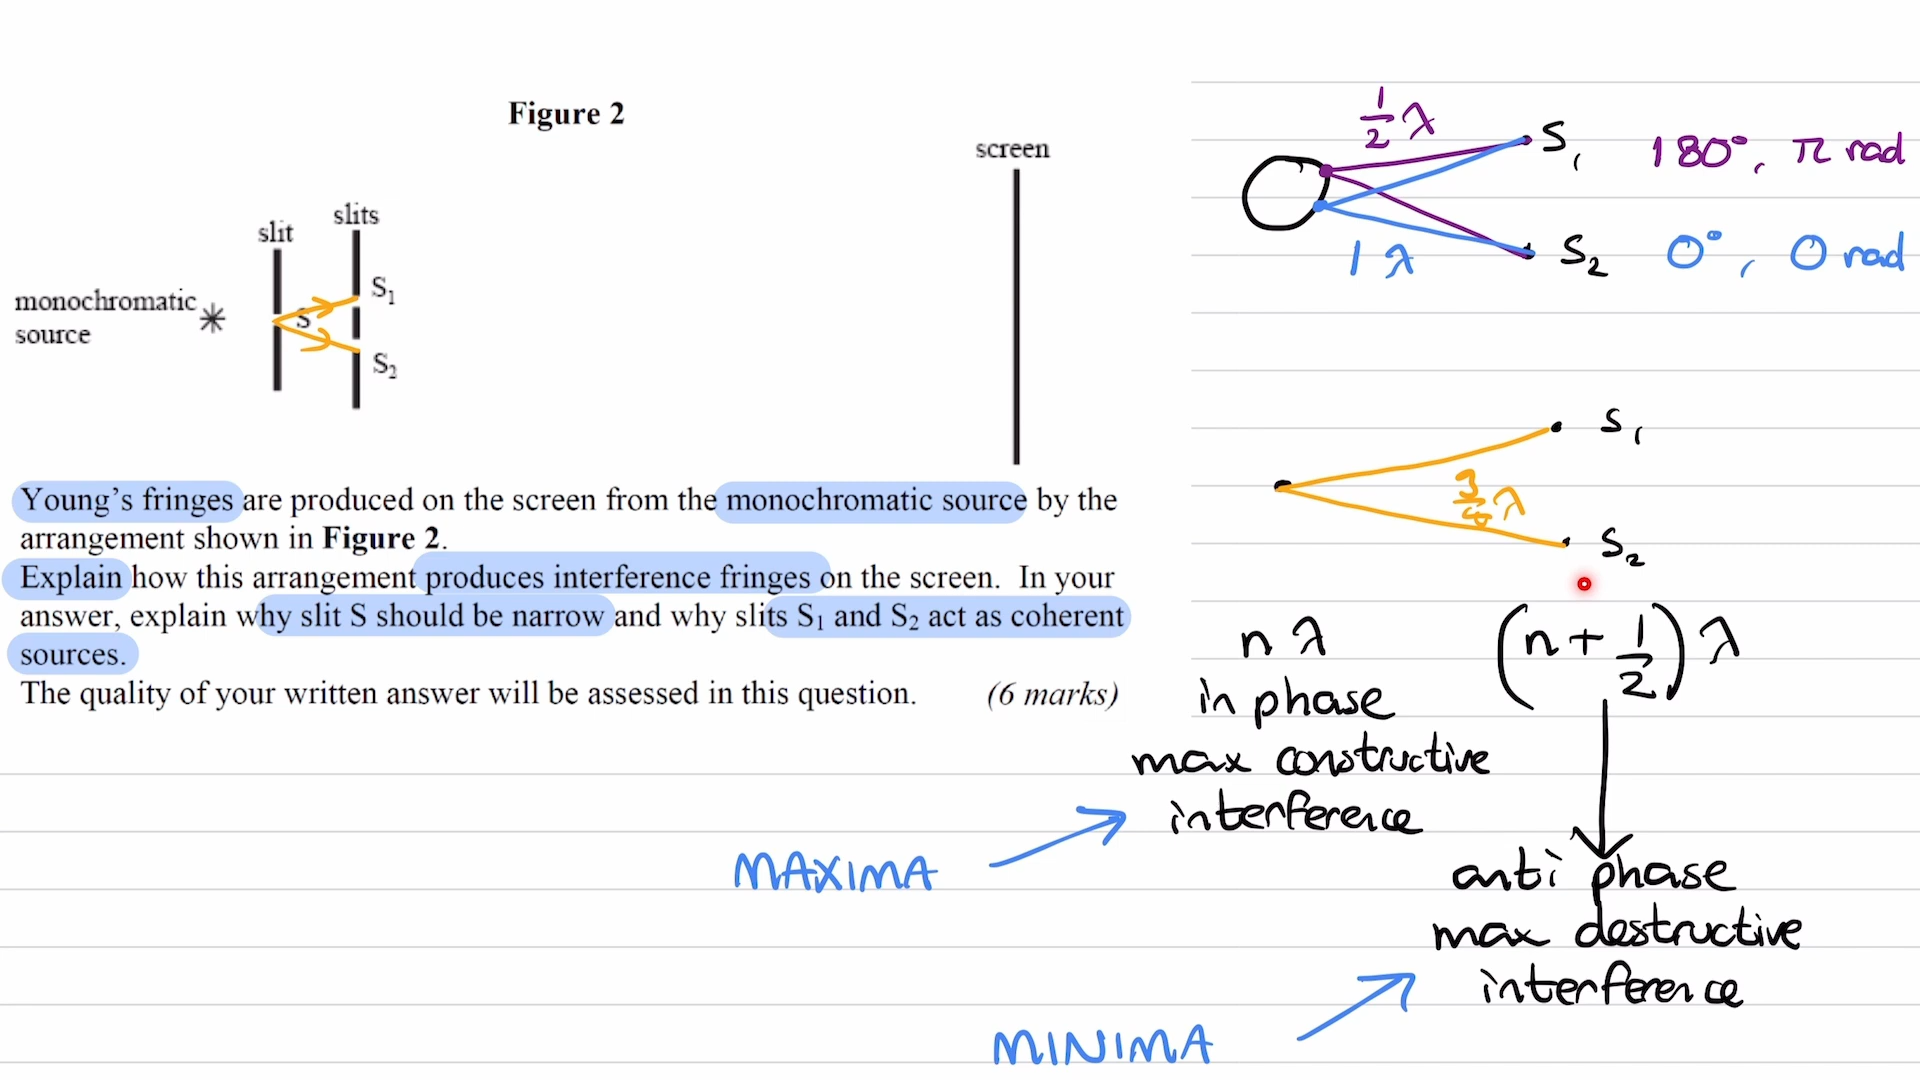 Figure 2
screen
slits
slit
S₁
monochromatic
source
S
S₂
Young's fringes are produced on the screen from the monochromatic source by the
arrangement shown in Figure 2.
Explain how this arrangement produces interference fringes on the screen. In your
answer, explain why slit S should be narrow and why slits S₁ and S₂ act as coherent
sources.
The quality of your written answer will be assessed in this question. (6 marks)
½λ
S₁ 180°, π rad
1λ
S₂ 0°, 0 rad
S₁
¾λ
S₂
nλ
in phase
max constructive
interference
MAXIMA
(n + ½)λ
anti phase
max destructive
interference
MINIMA